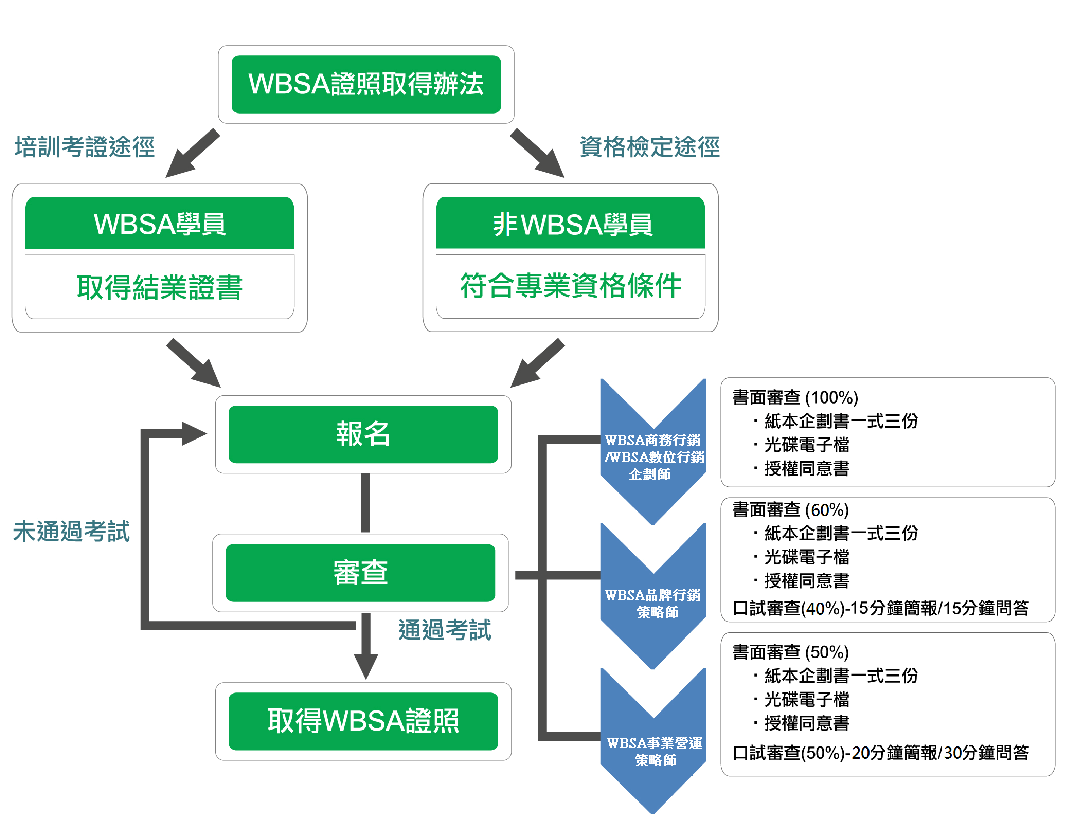 WBSA證照取得辦法
培訓考證途徑
資格檢定途徑
WBSA學員
取得結業證書
非WBSA學員
符合專業資格條件
報名
未通過考試
審查
通過考試
取得WBSA證照
WBSA商務行銷
/WBSA數位行銷
企劃師
書面審查 (100%)
・紙本企劃書一式三份
・光碟電子檔
・授權同意書
WBSA品牌行銷
策略師
書面審查 (60%)
・紙本企劃書一式三份
・光碟電子檔
・授權同意書
口試審查(40%)-15分鐘簡報/15分鐘問答
WBSA事業營運
策略師
書面審查 (50%)
・紙本企劃書一式三份
・光碟電子檔
・授權同意書
口試審查(50%)-20分鐘簡報/30分鐘問答